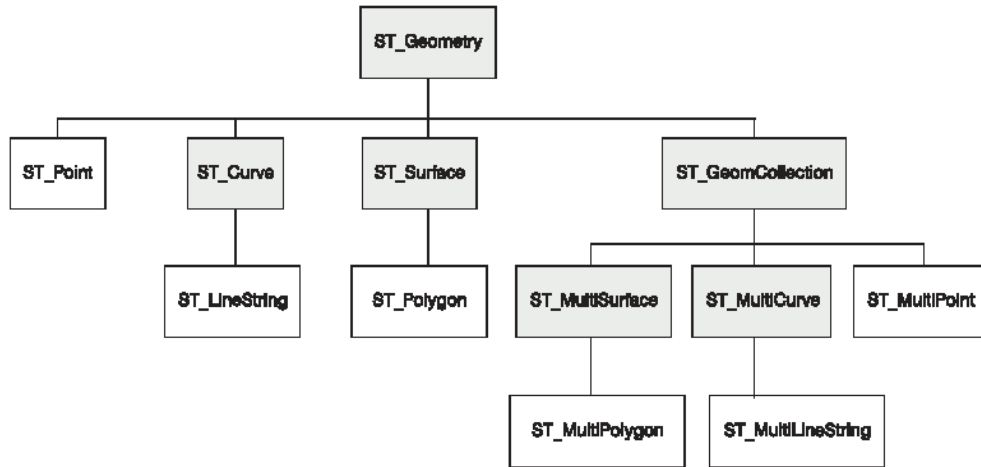 ST_Geometry
ST_Point
ST_Curve
ST_Surface
ST_GeomCollection
ST_LineString
ST_Polygon
ST_MultiSurface
ST_MultiCurve
ST_MultiPoint
ST_MultiPolygon
ST_MultiLineString